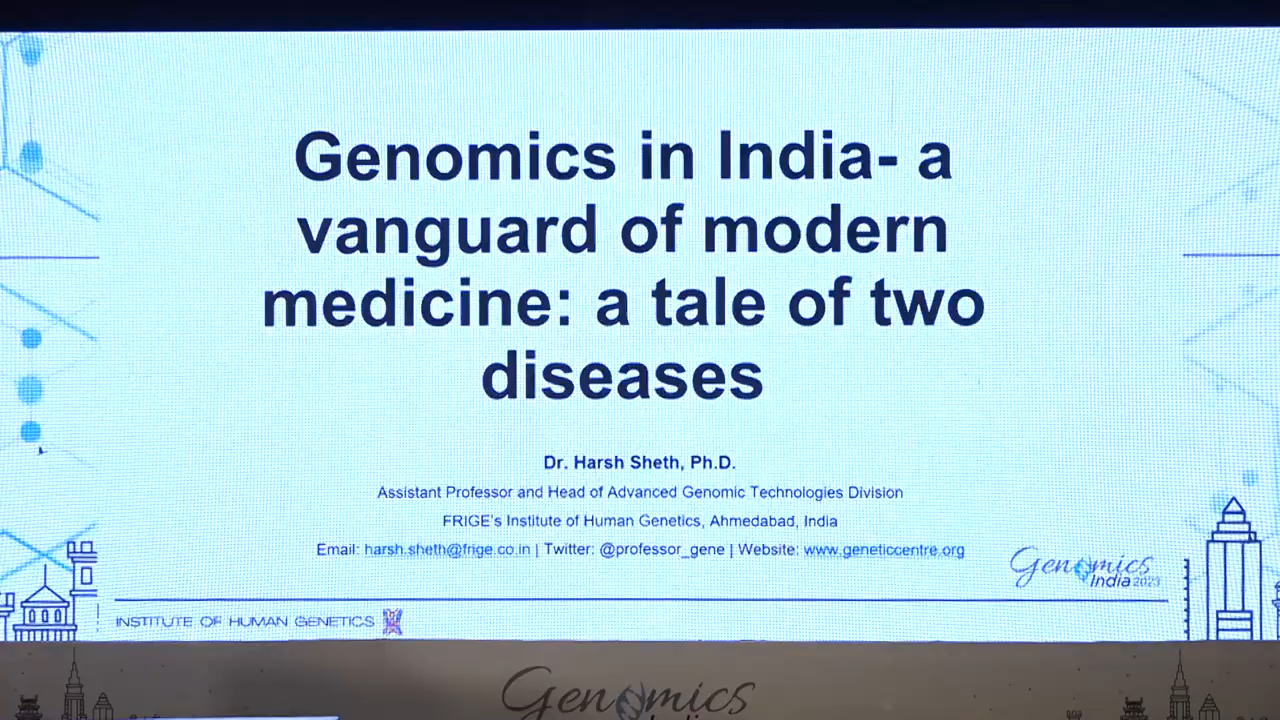 Genomics in India- a
vanguard of modern
medicine: a tale of two
diseases
Dr. Harsh Sheth, Ph.D.
Assistant Professor and Head of Advanced Genomic Technologies Division
FRIGE's Institute of Human Genetics, Ahmedabad, India
Email: harsh.sheth@frige.co.in | Twitter: @professor_gene | Website: www.geneticcentre.org
Genomics
India 2023
INSTITUTE OF HUMAN GENETICS
Genomics